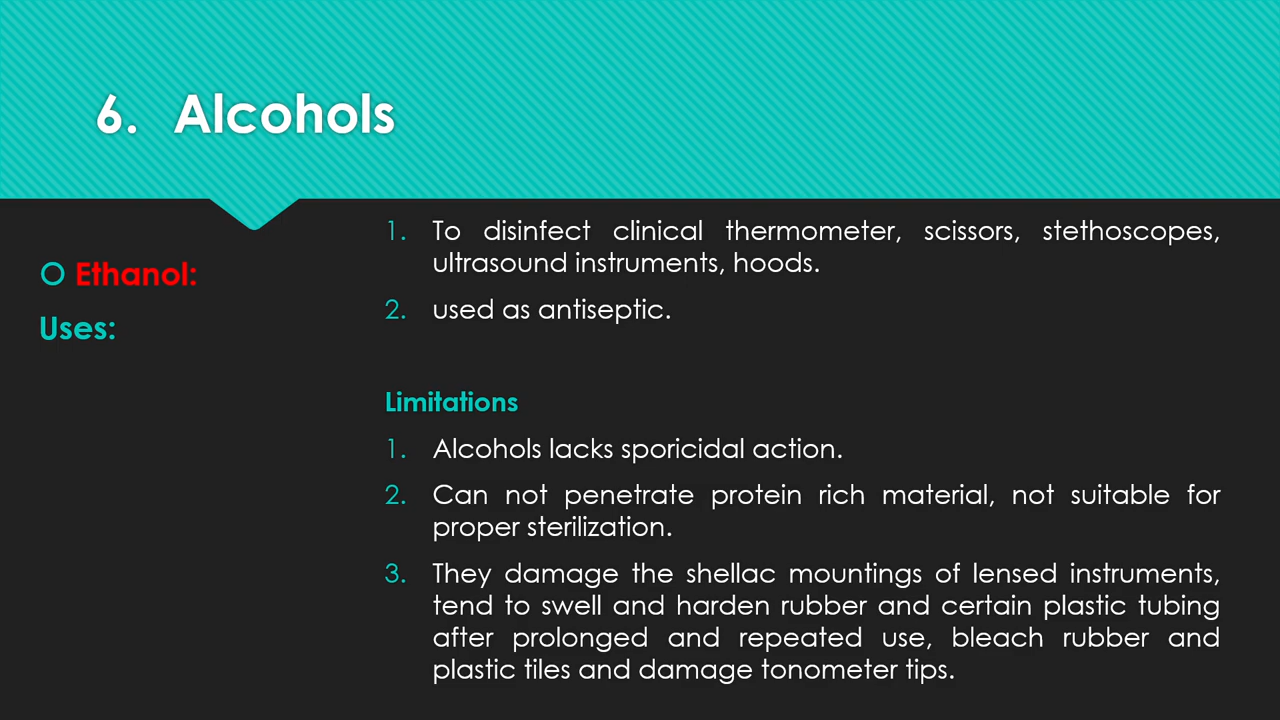 6. Alcohols
Ethanol:
Uses:
1. To disinfect clinical thermometer, scissors, stethoscopes,
ultrasound instruments, hoods.
2. used as antiseptic.
Limitations
1. Alcohols lacks sporicidal action.
2. Can not penetrate protein rich material, not suitable for
proper sterilization.
3. They damage the shellac mountings of lensed instruments,
tend to swell and harden rubber and certain plastic tubing
after prolonged and repeated use, bleach rubber and
plastic tiles and damage tonometer tips.